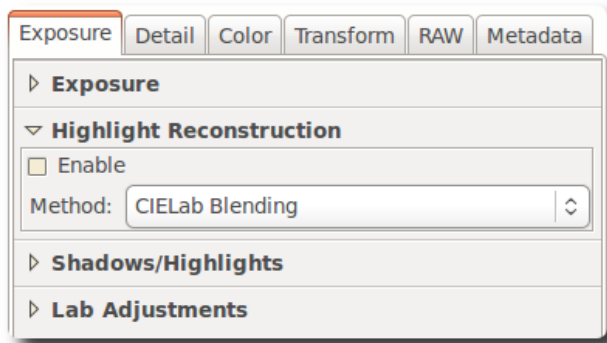 Exposure Detail Color Transform RAW Metadata
Exposure
Highlight Reconstruction
Enable
Method: CIELab Blending
Shadows/Highlights
Lab Adjustments